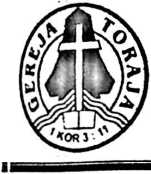 GEREJA TORAJA
1 KOR 3 : 11